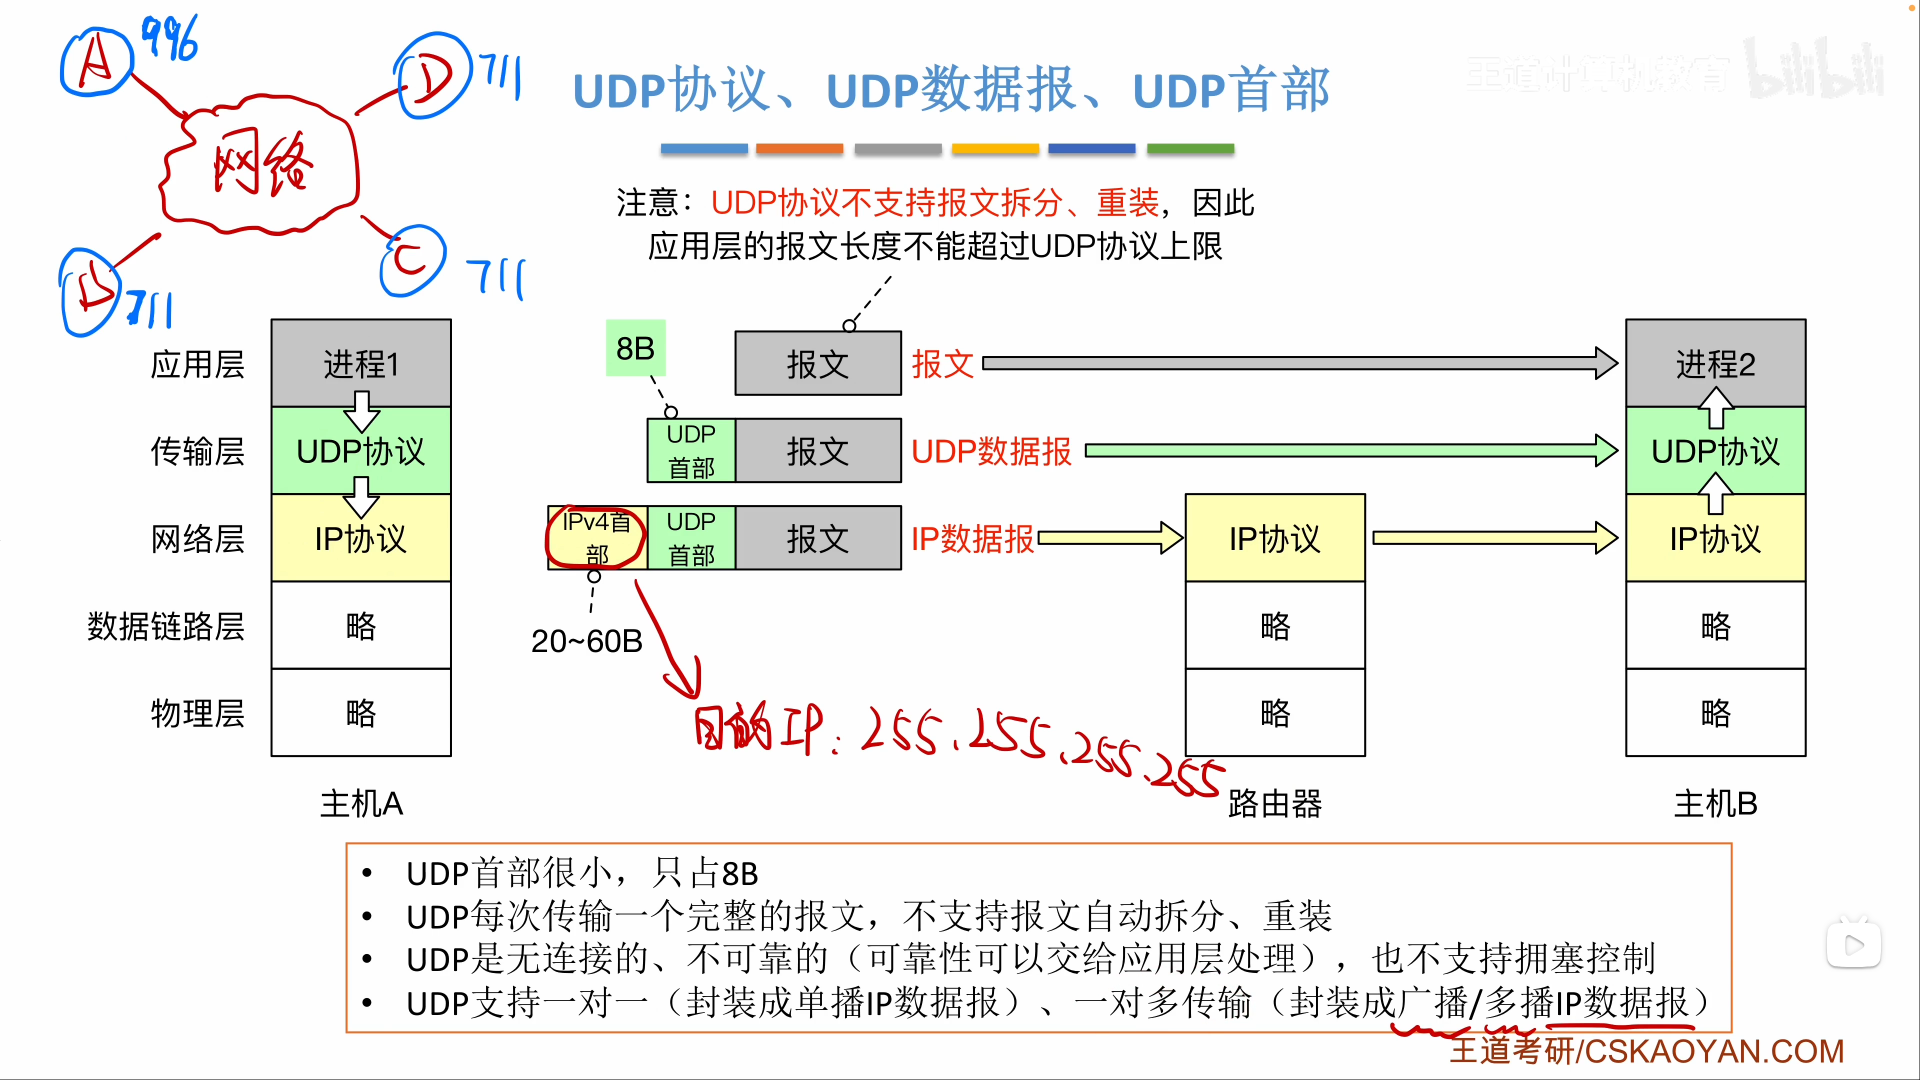 A 996
D 711
网络
B 711
C 711
王道计算机教育 bilibili
UDP协议、UDP数据报、UDP首部
注意：UDP协议不支持报文拆分、重装，因此
应用层的报文长度不能超过UDP协议上限
应用层
传输层
网络层
数据链路层
物理层
进程1
UDP协议
IP协议
略
略
主机A
8B
报文
报文
UDP
首部
报文
UDP数据报
IPv4首
部
UDP
首部
报文
IP数据报
20~60B
目的IP：255.255.255.255
IP协议
略
略
路由器
进程2
UDP协议
IP协议
略
略
主机B
• UDP首部很小，只占8B
• UDP每次传输一个完整的报文，不支持报文自动拆分、重装
• UDP是无连接的、不可靠的（可靠性可以交给应用层处理），也不支持拥塞控制
• UDP支持一对一（封装成单播IP数据报）、一对多传输（封装成广播/多播IP数据报）
王道考研/CSKAOYAN.COM